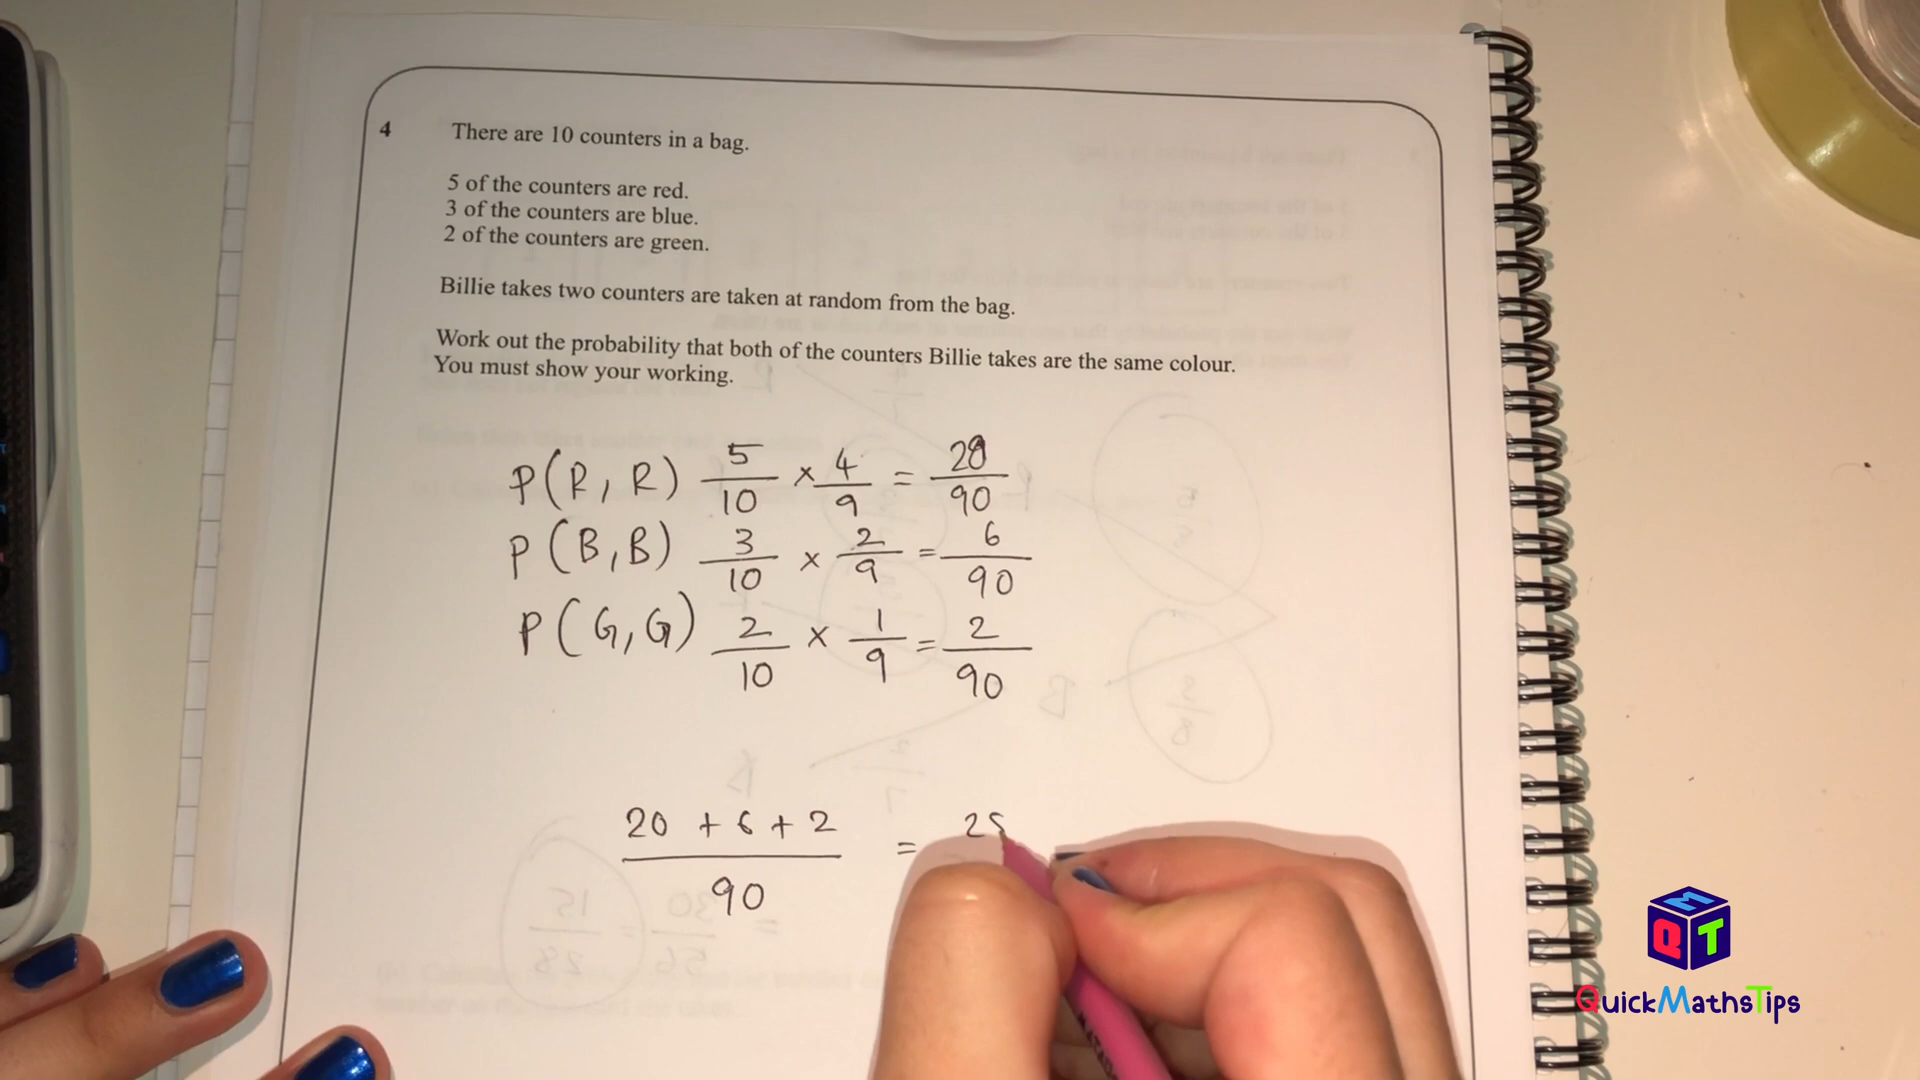 4 There are 10 counters in a bag.
5 of the counters are red.
3 of the counters are blue.
2 of the counters are green.
Billie takes two counters are taken at random from the bag.
Work out the probability that both of the counters Billie takes are the same colour.
You must show your working.
P(R, R) 5/10 × 4/9 = 20/90
P(B, B) 3/10 × 2/9 = 6/90
P(G, G) 2/10 × 1/9 = 2/90
20 + 6 + 2 / 90 = 28
QMT
QuickMathsTips